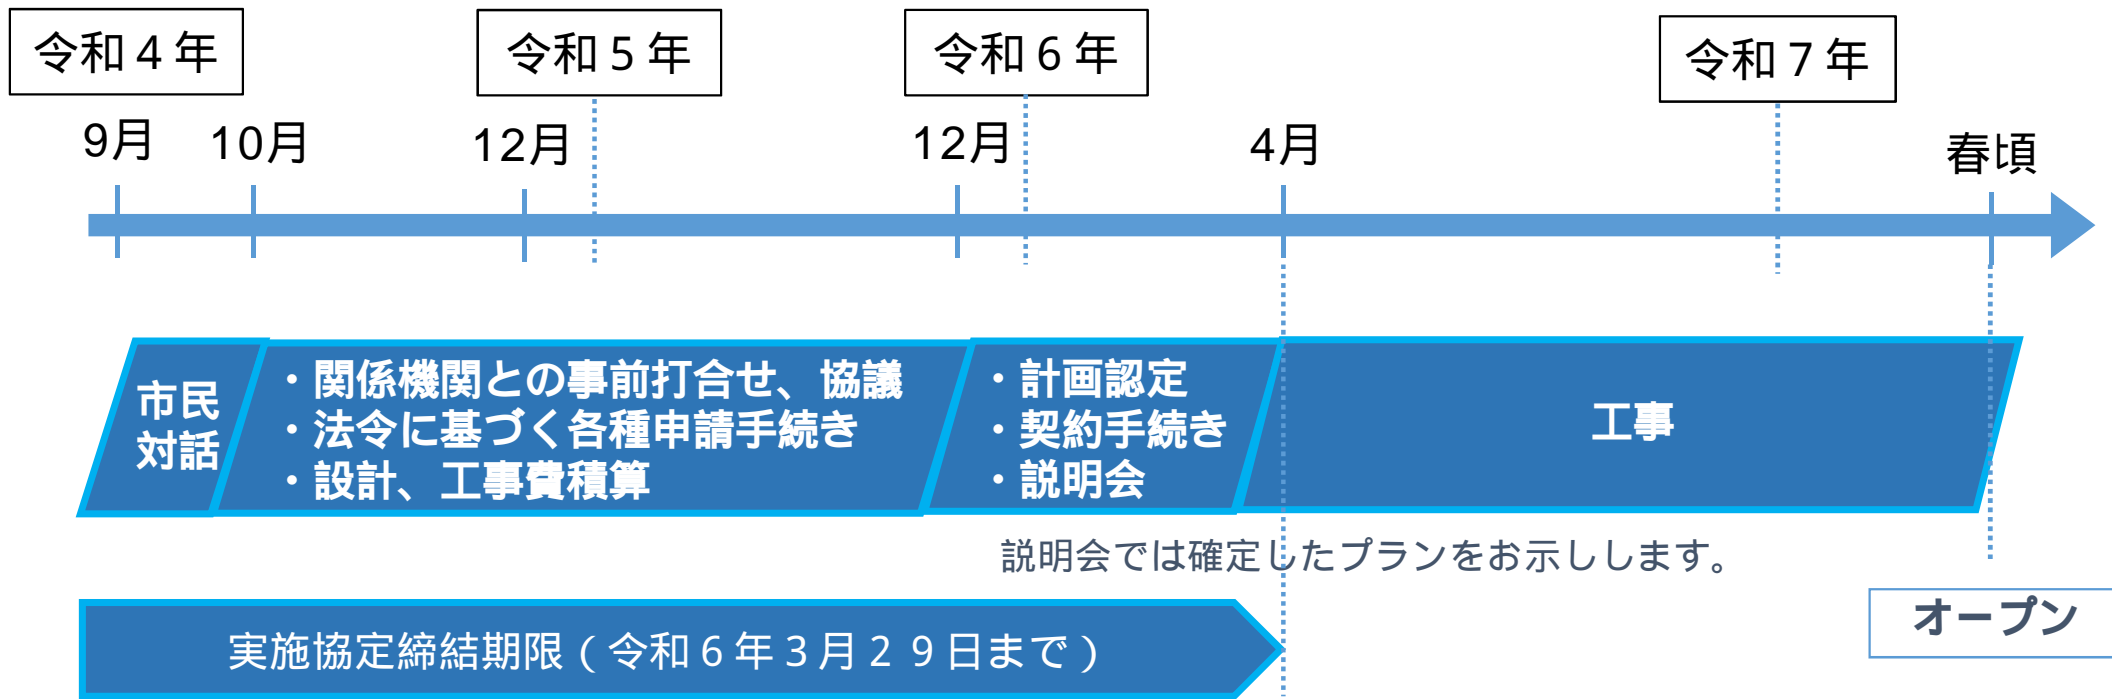 令和４年
令和５年
令和６年
令和７年
9月
10月
12月
12月
4月
春頃
市民
対話
・関係機関との事前打合せ、協議
・法令に基づく各種申請手続き
・設計、工事費積算
・計画認定
・契約手続き
・説明会
工事
説明会では確定したプランをお示しします。
実施協定締結期限（令和６年３月２９日まで）
オープン